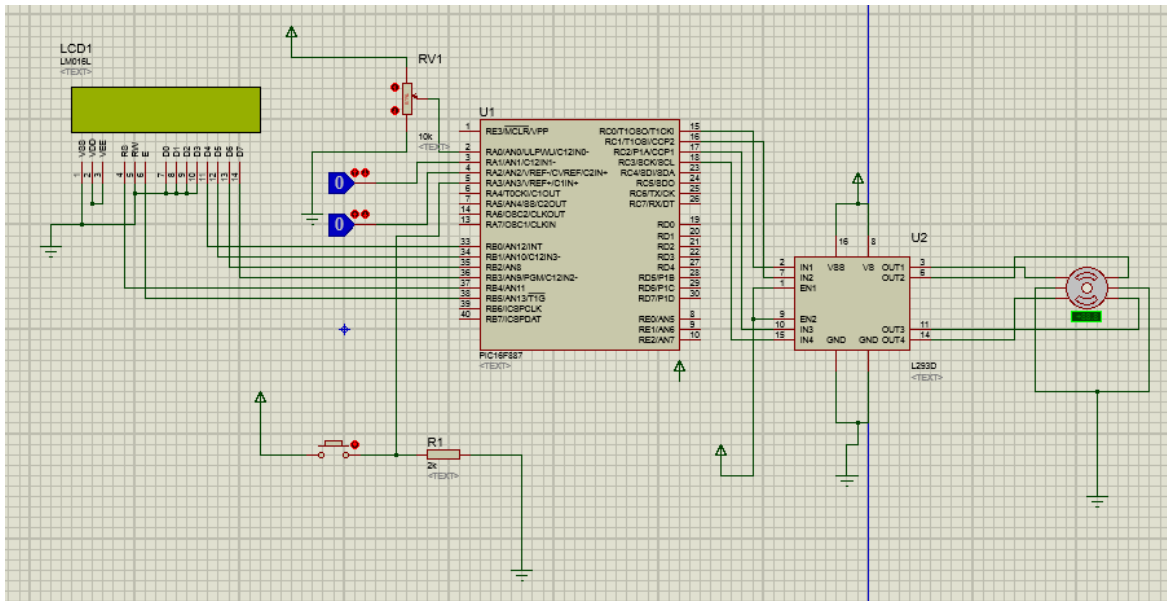 LCD1
LM016L
<TEXT>
VSS
VDD
VEE
RS
RW
E
D0
D1
D2
D3
D4
D5
D6
D7
1
2
3
4
5
6
7
8
9
10
11
12
13
14
RV1
10k
<TEXT>
0
0
U1
1 RE3/MCLR/VPP
2 RA0/AN0/ULPWU/C12IN0-
3 RA1/AN1/C12IN1-
4 RA2/AN2/VREF-/CVREF/C2IN+
5 RA3/AN3/VREF+/C1IN+
6 RA4/T0CKI/C1OUT
7 RA5/AN4/SS/C2OUT
14 RA6/OSC2/CLKOUT
13 RA7/OSC1/CLKIN
33 RB0/AN12/INT
34 RB1/AN10/C12IN3-
35 RB2/AN8
36 RB3/AN9/PGM/C12IN2-
37 RB4/AN11
38 RB5/AN13/T1G
39 RB6/ICSPCLK
40 RB7/ICSPDAT
RC0/T1OSO/T1CKI 15
RC1/T1OSI/CCP2 16
RC2/P1A/CCP1 17
RC3/SCK/SCL 18
RC4/SDI/SDA 23
RC5/SDO 24
RC6/TX/CK 25
RC7/RX/DT 26
RD0 19
RD1 20
RD2 21
RD3 22
RD4 27
RD5/P1B 28
RD6/P1C 29
RD7/P1D 30
RE0/AN5 8
RE1/AN6 9
RE2/AN7 10
PIC16F887
<TEXT>
U2
16
8
2 IN1
7 IN2
1 EN1
9 EN2
10 IN3
15 IN4
VSS
VS
OUT1 3
OUT2 6
OUT3 11
OUT4 14
GND
GND
L293D
<TEXT>
R1
2k
<TEXT>